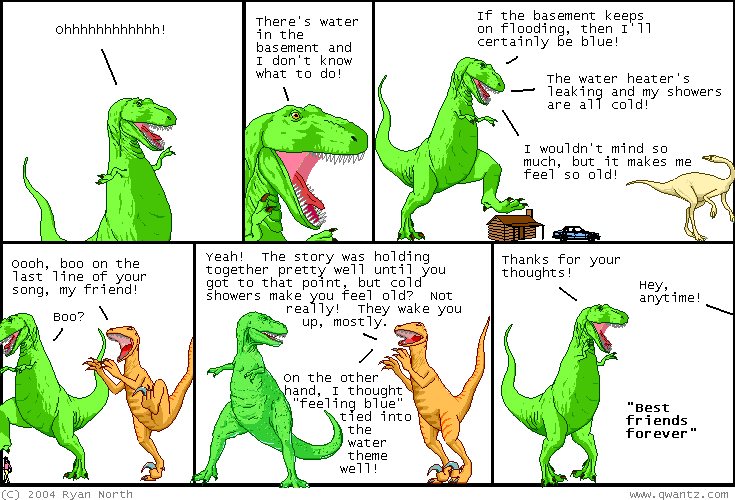 Ohhhhhhhhhhhh!
There's water
in the
basement and
I don't know
what to do!
If the basement keeps
on flooding, then I'll
certainly be blue!
The water heater's
leaking and my showers
are all cold!
I wouldn't mind so
much, but it makes me
feel so old!
Oooh, boo on the
last line of your
song, my friend!
Boo?
Yeah!  The story was holding
together pretty well until you
got to that point, but cold
showers make you feel old?  Not
really!  They wake you
up, mostly.
On the other
hand, I thought
"feeling blue"
tied into
the
water
theme
well!
Thanks for your
thoughts!
Hey,
anytime!
"Best
friends
forever"
(C) 2004 Ryan North
www.qwantz.com